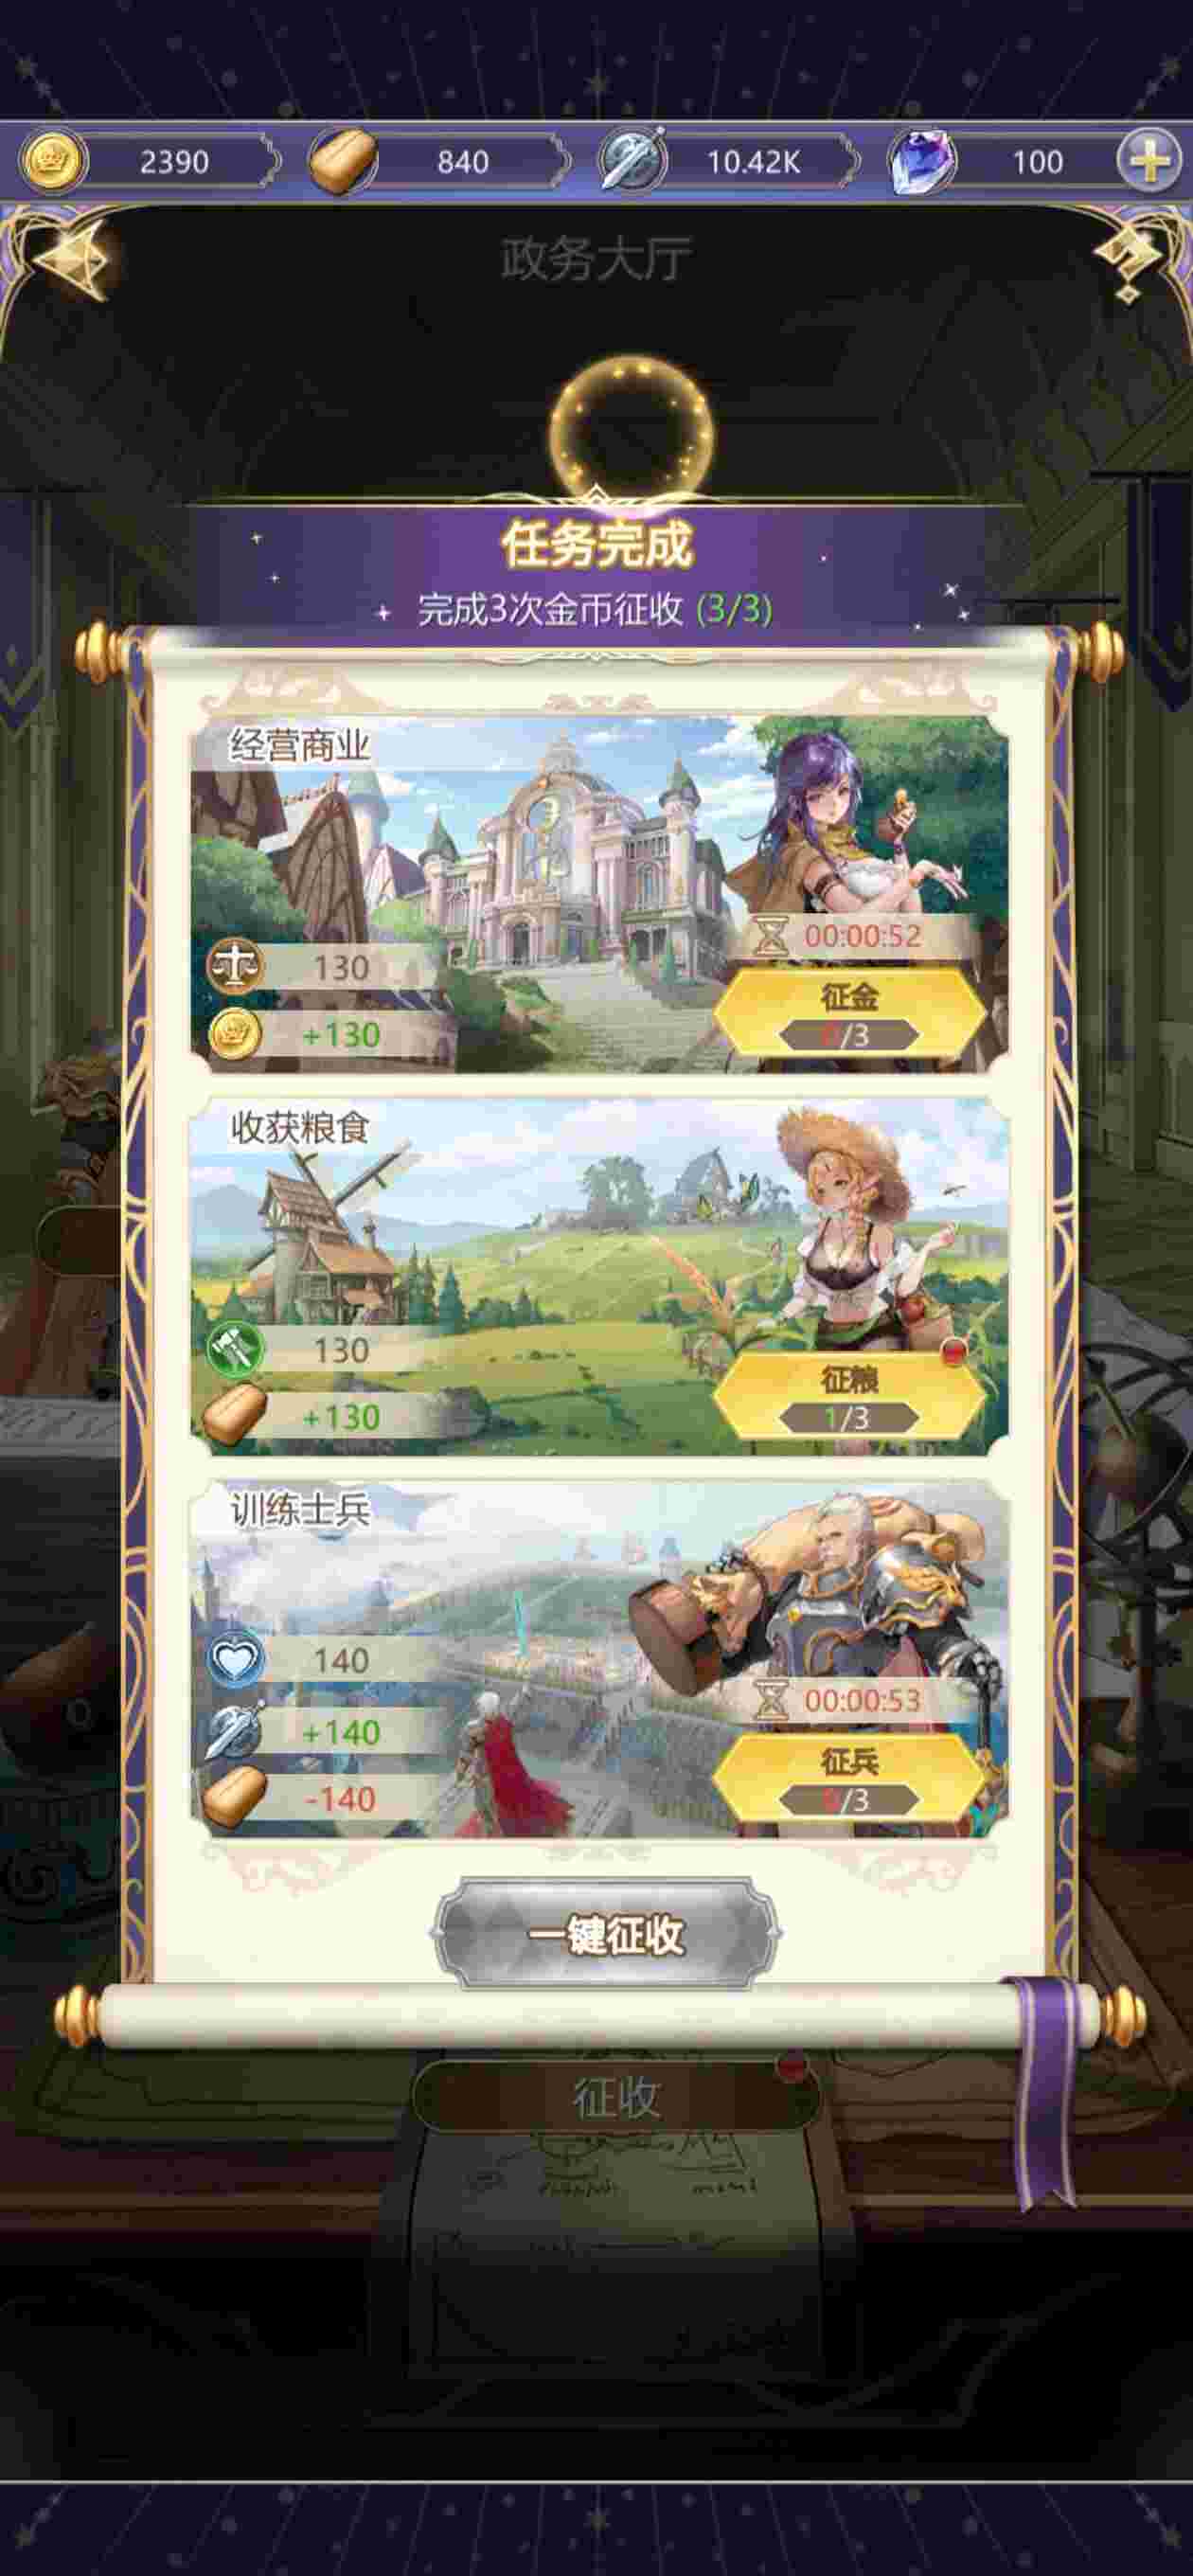 2390 840 10.42K 100
政务大厅
任务完成
完成3次金币征收 (3/3)
经营商业
00:00:52
130
征金
+130
0/3
收获粮食
130
征粮
+130
1/3
训练士兵
140
00:00:53
+140
征兵
-140
0/3
一键征收
征收